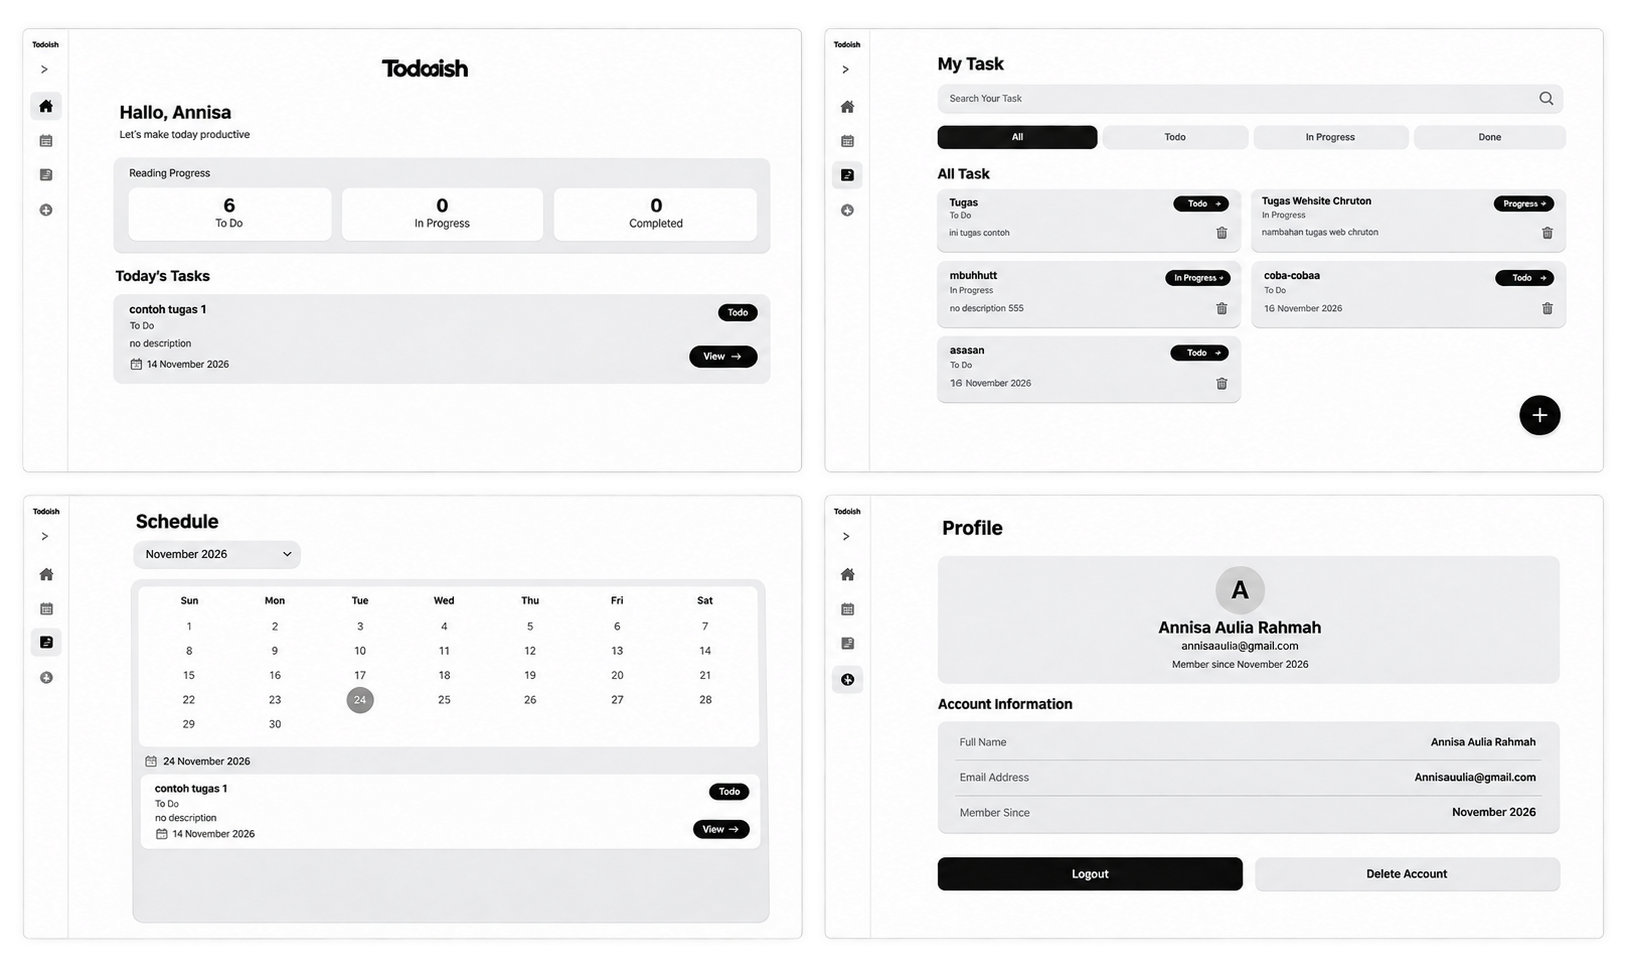 Todoish
>
Todooish
Hallo, Annisa
Let's make today productive
Reading Progress
6
To Do
0
In Progress
0
Completed
Today's Tasks
contoh tugas 1
Todo
To Do
no description
View →
14 November 2026
Todoish
>
My Task
Search Your Task
All
Todo
In Progress
Done
All Task
Tugas
Todo →
To Do
ini tugas contoh
Tugas Wehsite Chruton
Progress →
In Progress
nambahan tugas web chruton
mbuhhutt
In Progress →
In Progress
no description 555
coba-cobaa
Todo →
To Do
16 November 2026
asasan
Todo →
To Do
16 November 2026
+
Todoish
>
Schedule
November 2026
Sun Mon Tue Wed Thu Fri Sat
1 2 3 4 5 6 7
8 9 10 11 12 13 14
15 16 17 18 19 20 21
22 23 24 25 26 27 28
29 30
24 November 2026
contoh tugas 1
Todo
To Do
no description
View →
14 November 2026
Todoish
>
Profile
A
Annisa Aulia Rahmah
annisaaulia@gmail.com
Member since November 2026
Account Information
Full Name Annisa Aulia Rahmah
Email Address Annisauulia@gmail.com
Member Since November 2026
Logout
Delete Account